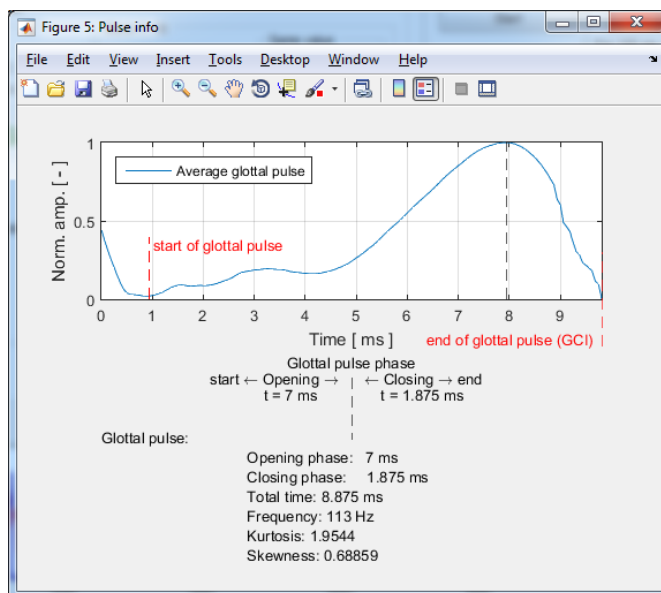 Figure 5: Pulse info
File Edit View Insert Tools Desktop Window Help
1
Average glottal pulse
Norm. amp. [ - ]
0.5
start of glottal pulse
0
0 1 2 3 4 5 6 7 8 9
Time [ ms ]
end of glottal pulse (GCI)
Glottal pulse phase
start ← Opening → ← Closing → end
t = 7 ms t = 1.875 ms
Glottal pulse:
Opening phase: 7 ms
Closing phase: 1.875 ms
Total time: 8.875 ms
Frequency: 113 Hz
Kurtosis: 1.9544
Skewness: 0.68859